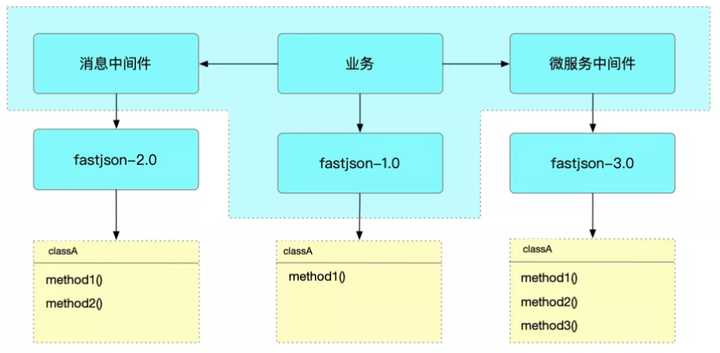 消息中间件
业务
微服务中间件
fastjson-2.0
fastjson-1.0
fastjson-3.0
classA
method1()
method2()
classA
method1()
classA
method1()
method2()
method3()